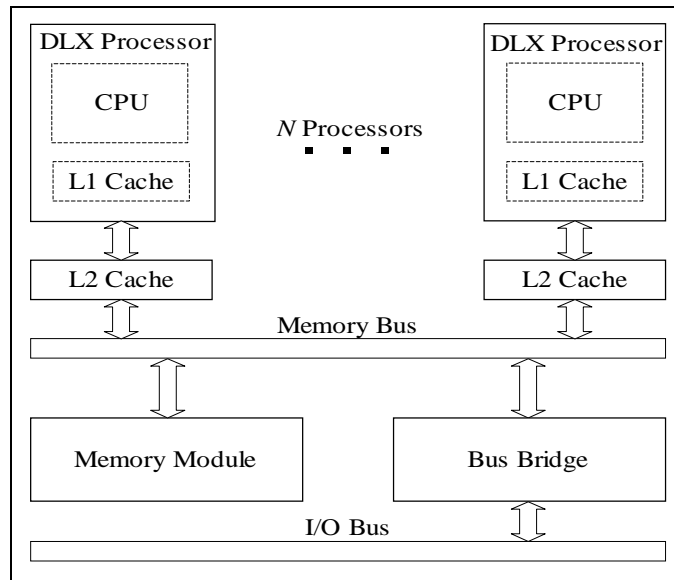 DLX Processor
CPU
L1 Cache
L2 Cache
N Processors
DLX Processor
CPU
L1 Cache
L2 Cache
Memory Bus
Memory Module
Bus Bridge
I/O Bus